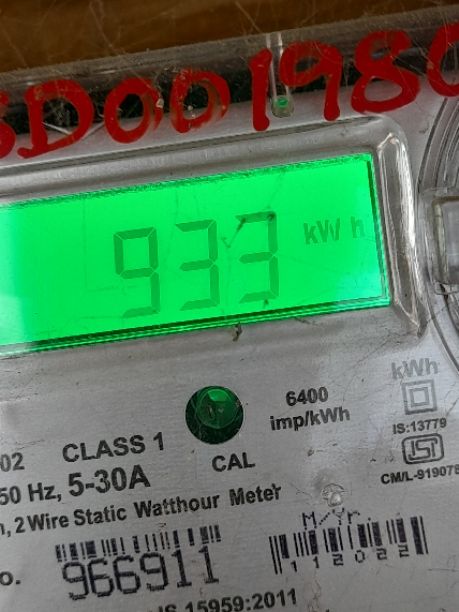 SD001980
933 kWh
kWh
6400
imp/kWh
IS:13779
CLASS 1
CAL
CM/L-919078
50 Hz, 5-30A
2 Wire Static Watthour Meter
M/Yr.
966911
112022
IS 15959:2011